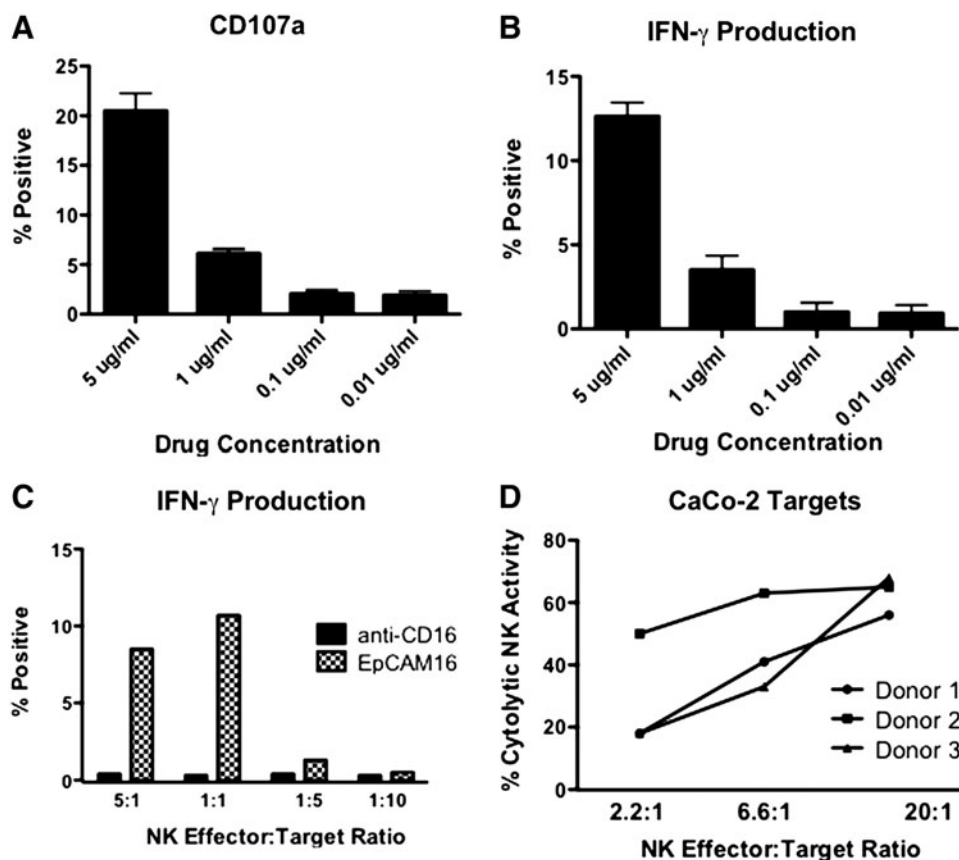 A
CD107a
% Positive
25
20
15
10
5
0
5 ug/ml
1 ug/ml
0.1 ug/ml
0.01 ug/ml
Drug Concentration
B
IFN-γ Production
% Positive
15
10
5
0
5 ug/ml
1 ug/ml
0.1 ug/ml
0.01 ug/ml
Drug Concentration
C
IFN-γ Production
% Positive
15
10
5
0
anti-CD16
EpCAM16
5:1
1:1
1:5
1:10
NK Effector:Target Ratio
D
CaCo-2 Targets
% Cytolytic NK Activity
80
60
40
20
0
Donor 1
Donor 2
Donor 3
2.2:1
6.6:1
20:1
NK Effector:Target Ratio